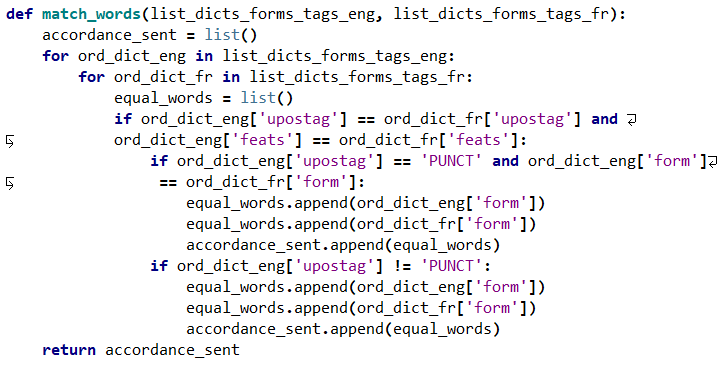 def match_words(list_dicts_forms_tags_eng, list_dicts_forms_tags_fr):
    accordance_sent = list()
    for ord_dict_eng in list_dicts_forms_tags_eng:
        for ord_dict_fr in list_dicts_forms_tags_fr:
            equal_words = list()
            if ord_dict_eng['upostag'] == ord_dict_fr['upostag'] and
            ord_dict_eng['feats'] == ord_dict_fr['feats']:
                if ord_dict_eng['upostag'] == 'PUNCT' and ord_dict_eng['form']
                 == ord_dict_fr['form']:
                    equal_words.append(ord_dict_eng['form'])
                    equal_words.append(ord_dict_fr['form'])
                    accordance_sent.append(equal_words)
                if ord_dict_eng['upostag'] != 'PUNCT':
                    equal_words.append(ord_dict_eng['form'])
                    equal_words.append(ord_dict_fr['form'])
                    accordance_sent.append(equal_words)
    return accordance_sent